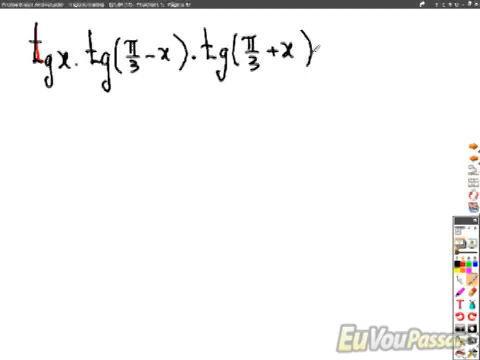 tg x . tg(π/3 - x) . tg(π/3 + x)
EuVouPassar